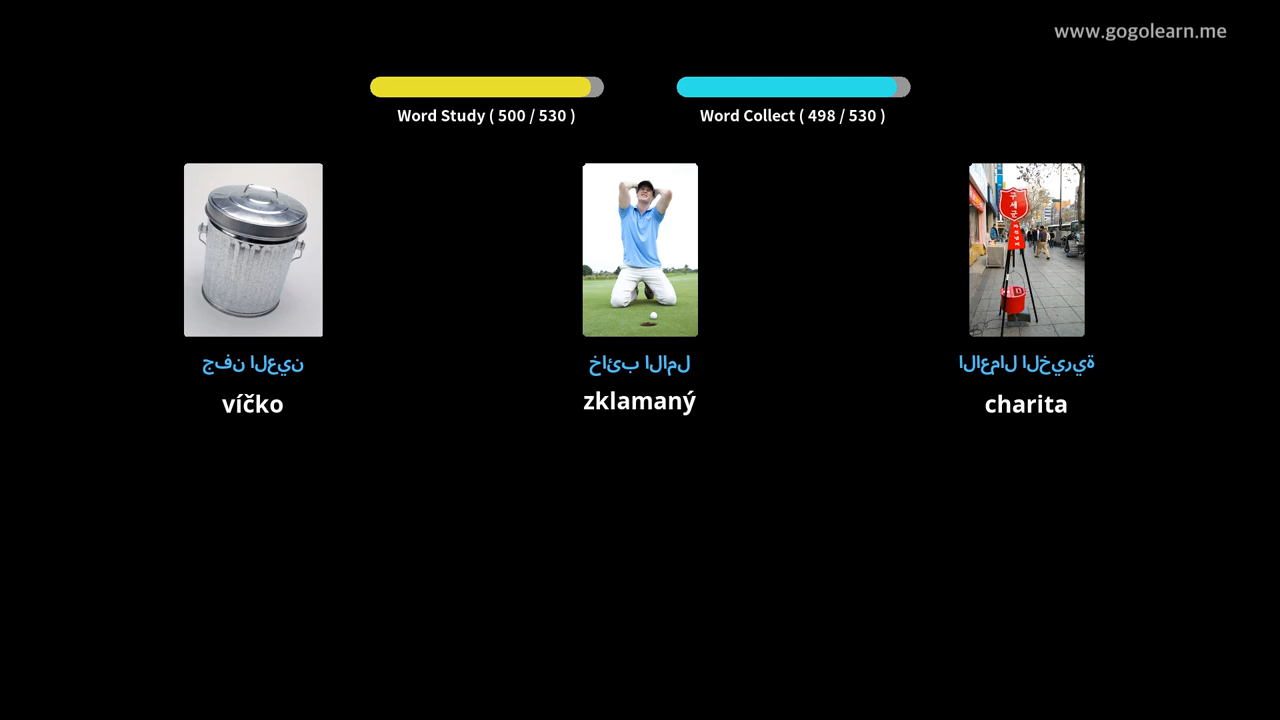 www.gogolearn.me
Word Study ( 500 / 530 )
Word Collect ( 498 / 530 )
جفن العين
خائب الامل
الاعمال الخيرية
víčko
zklamaný
charita